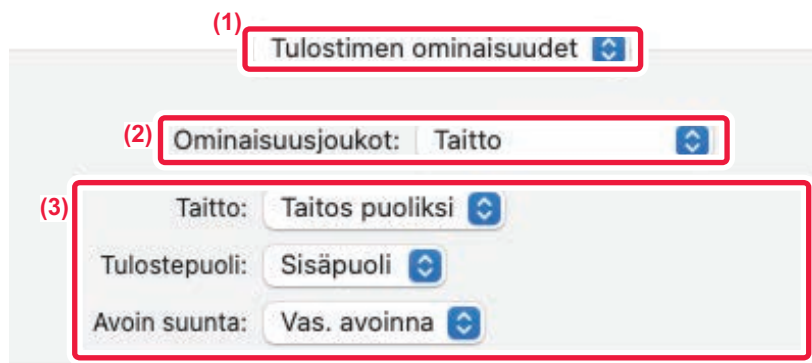 (1)
Tulostimen ominaisuudet
(2) Ominaisuusjoukot: Taitto
(3) Taitto: Taitos puoliksi
Tulostepuoli: Sisäpuoli
Avoin suunta: Vas. avoinna